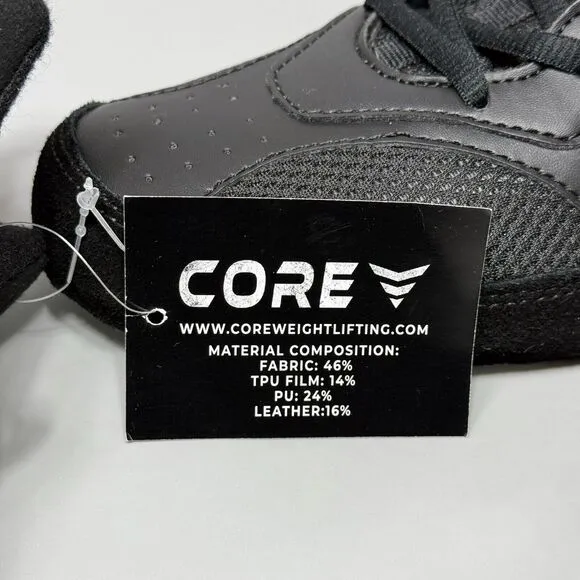 CORE
WWW.COREWEIGHTLIFTING.COM
MATERIAL COMPOSITION:
FABRIC: 46%
TPU FILM: 14%
PU: 24%
LEATHER:16%